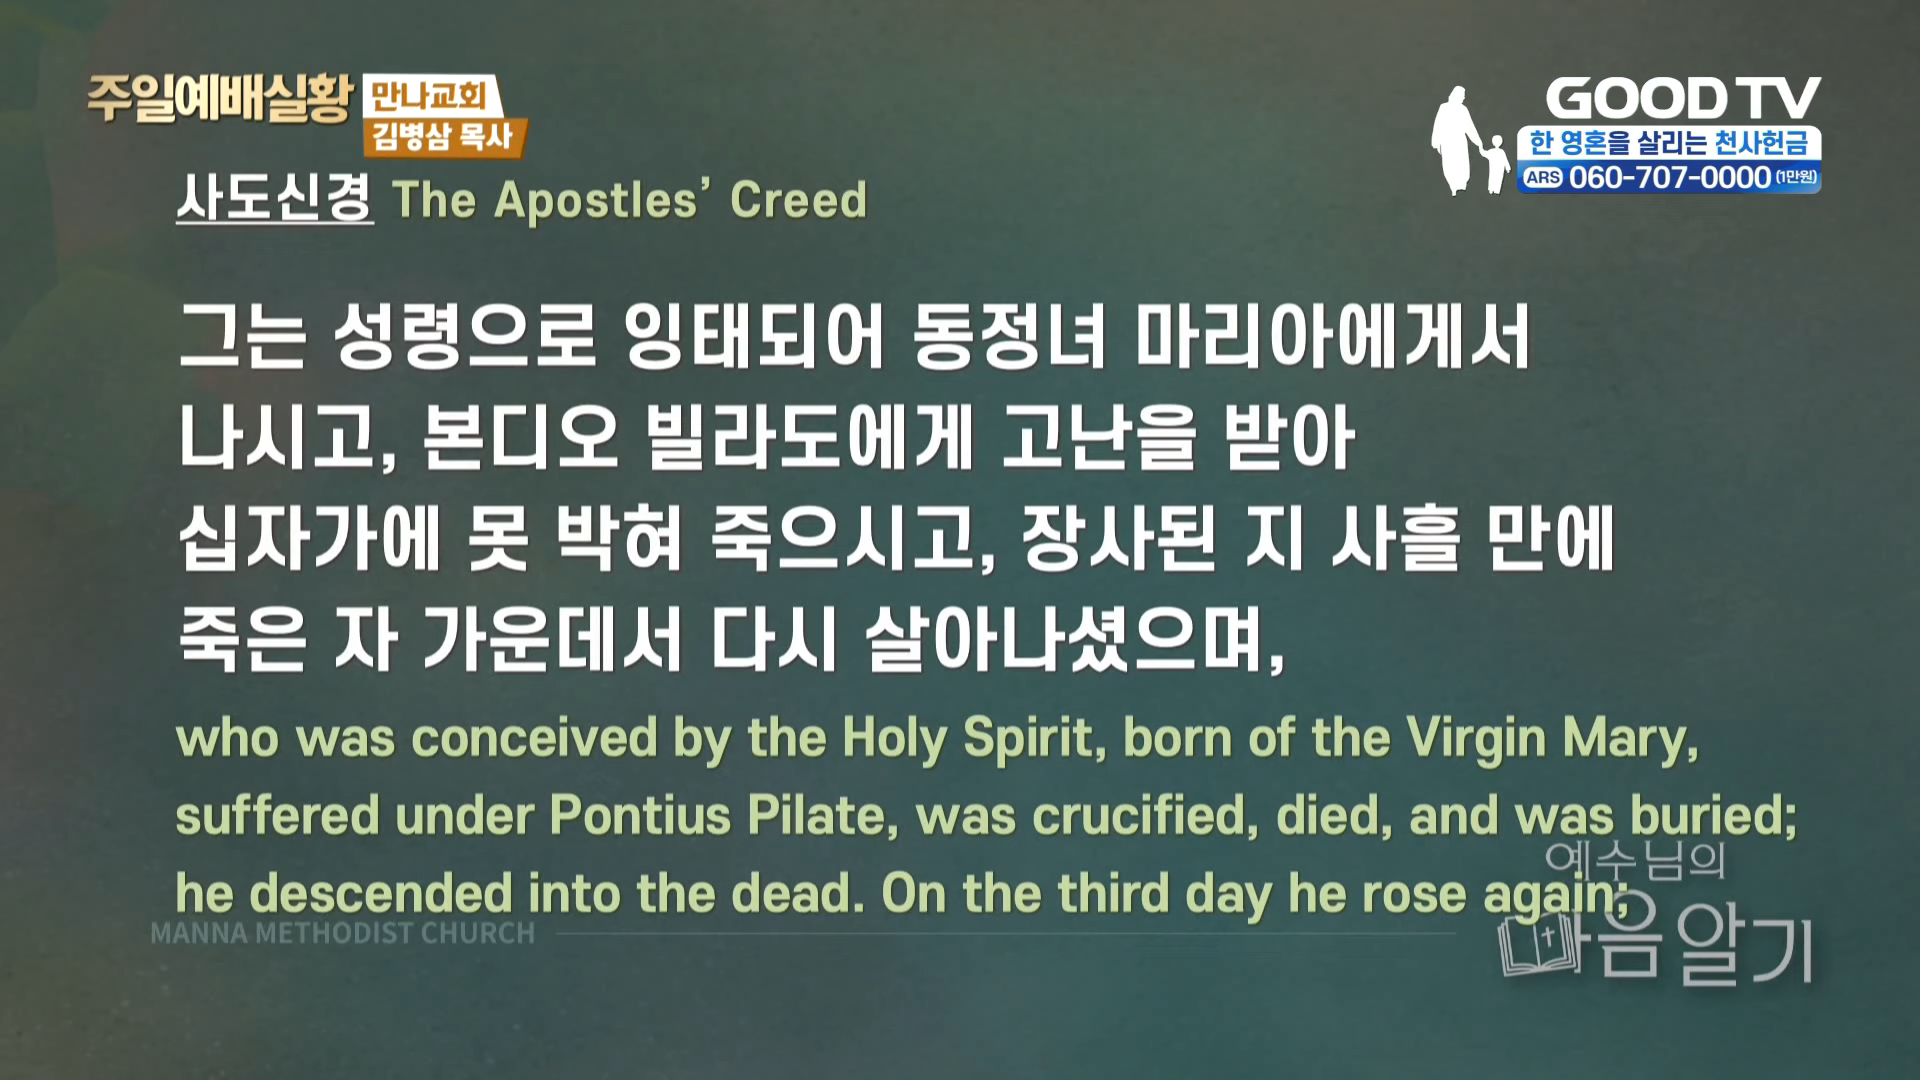 주일예배실황
만나교회
김병삼 목사
GOOD TV
한 영혼을 살리는 천사헌금
ARS 060-707-0000 (1만원)
사도신경 The Apostles’ Creed
그는 성령으로 잉태되어 동정녀 마리아에게서
나시고, 본디오 빌라도에게 고난을 받아
십자가에 못 박혀 죽으시고, 장사된 지 사흘 만에
죽은 자 가운데서 다시 살아나셨으며,
who was conceived by the Holy Spirit, born of the Virgin Mary,
suffered under Pontius Pilate, was crucified, died, and was buried;
he descended into the dead. On the third day he rose again;
예수님의
마음 알기
MANNA METHODIST CHURCH